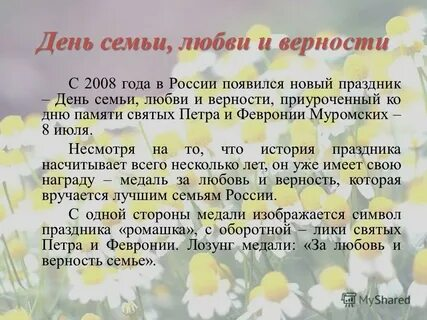 День семьи, любви и верности
С 2008 года в России появился новый праздник
– День семьи, любви и верности, приуроченный ко
дню памяти святых Петра и Февронии Муромских –
8 июля.
Несмотря на то, что история праздника
насчитывает всего несколько лет, он уже имеет свою
награду – медаль за любовь и верность, которая
вручается лучшим семьям России.
С одной стороны медали изображается символ
праздника «ромашка», с оборотной – лики святых
Петра и Февронии. Лозунг медали: «За любовь и
верность семье».
MyShared